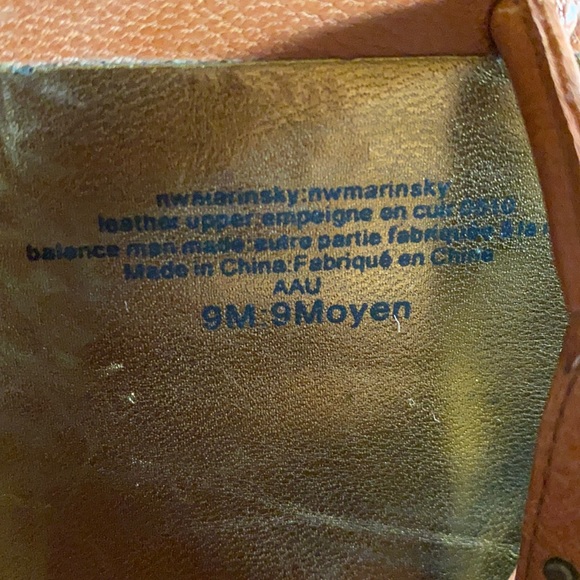 nwmarinsky:nwmarinsky
leather upper:empeigne en cuir
balance man made:autre partie fabriquée à la
Made in China:Fabriqué en Chine
AAU
9M 9Moyen